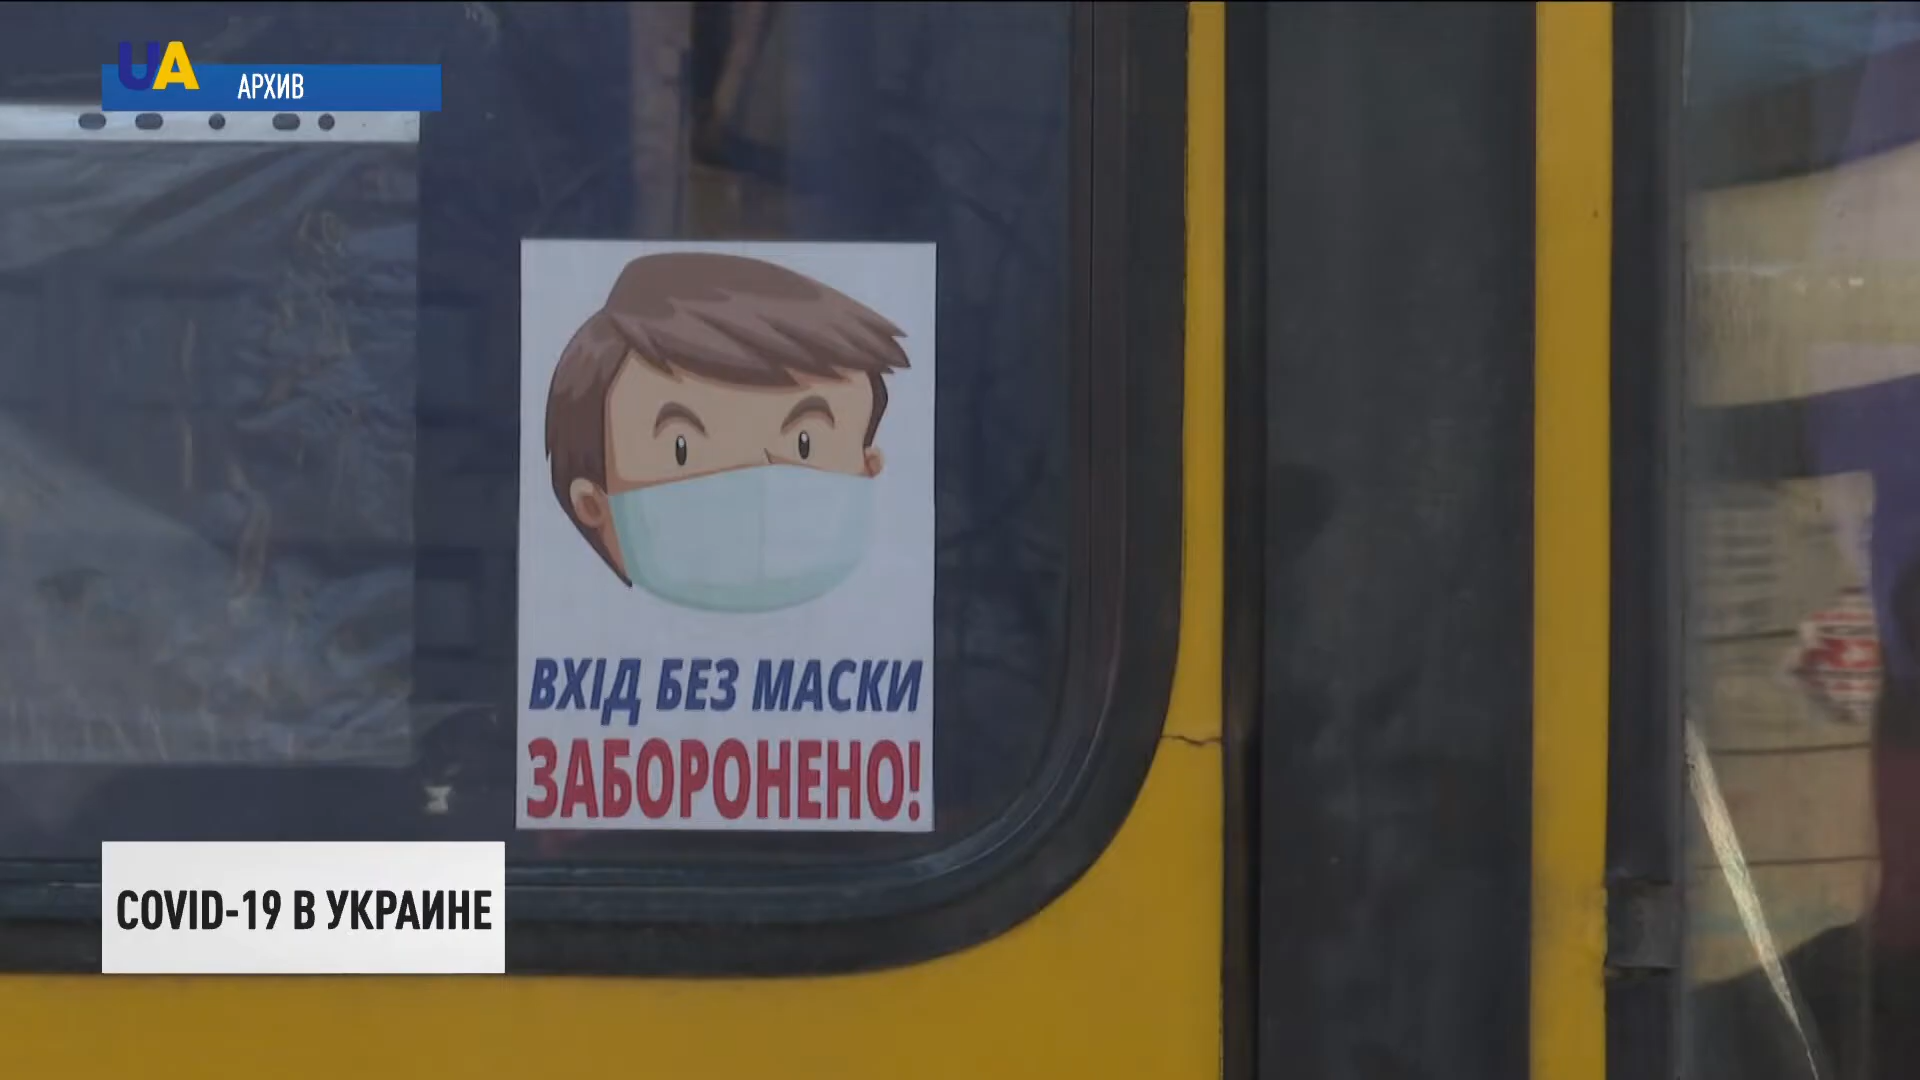 UA
АРХИВ
ВХІД БЕЗ МАСКИ
ЗАБОРОНЕНО!
COVID-19 В УКРАИНЕ